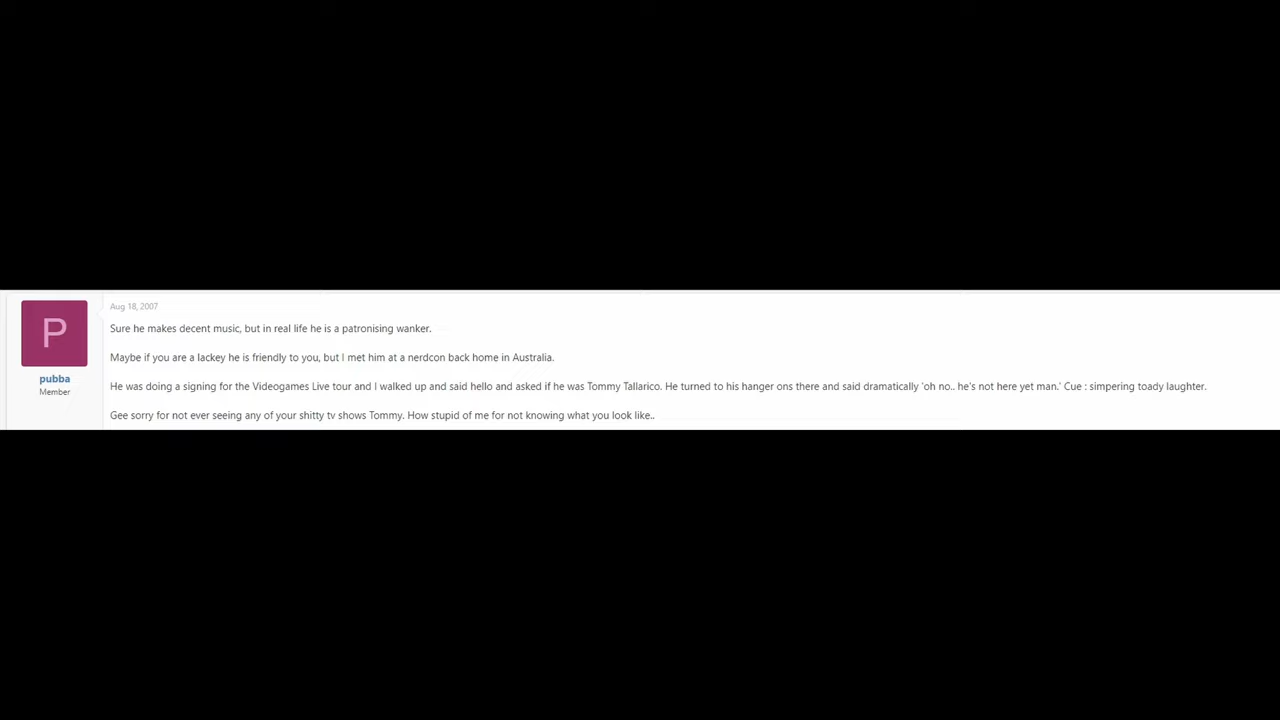 P
pubba
Member
Aug 18, 2007
Sure he makes decent music, but in real life he is a patronising wanker.
Maybe if you are a lackey he is friendly to you, but I met him at a nerdcon back home in Australia.
He was doing a signing for the Videogames Live tour and I walked up and said hello and asked if he was Tommy Tallarico. He turned to his hanger ons there and said dramatically 'oh no.. he's not here yet man.' Cue : simpering toady laughter.
Gee sorry for not ever seeing any of your shitty tv shows Tommy. How stupid of me for not knowing what you look like..